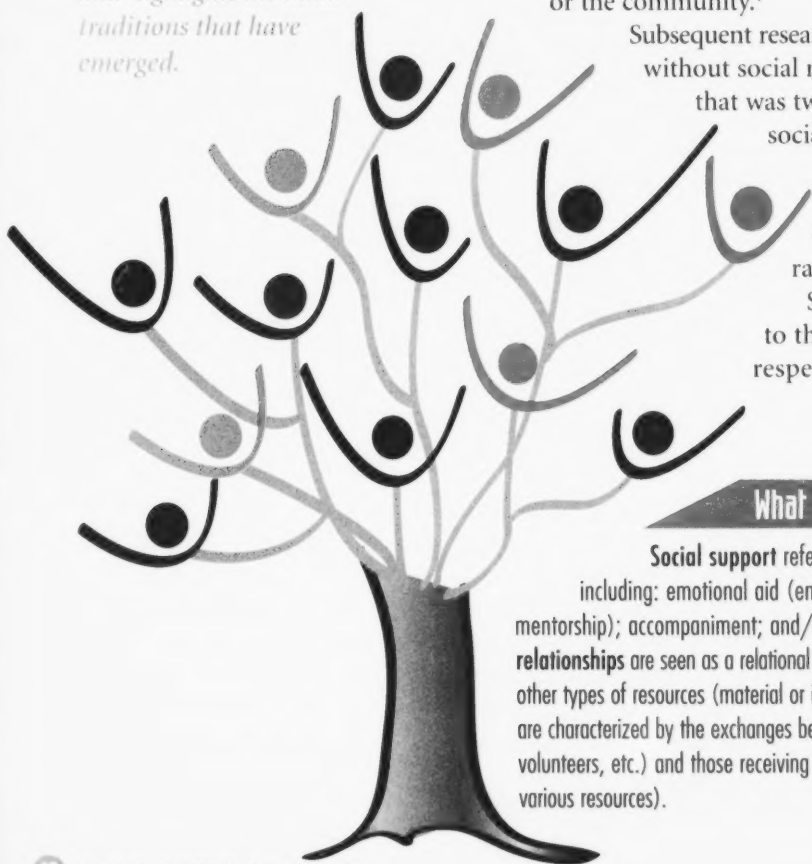 traditions that have
emerged.
or the community.
Subsequent resea
without social
that was tw
socia
ra
S
to th
respe
What
Social support refe
including: emotional aid (en
mentorship); accompaniment; and/
relationships are seen as a relational
other types of resources (material or
are characterized by the exchanges be
volunteers, etc.) and those receiving
various resources).